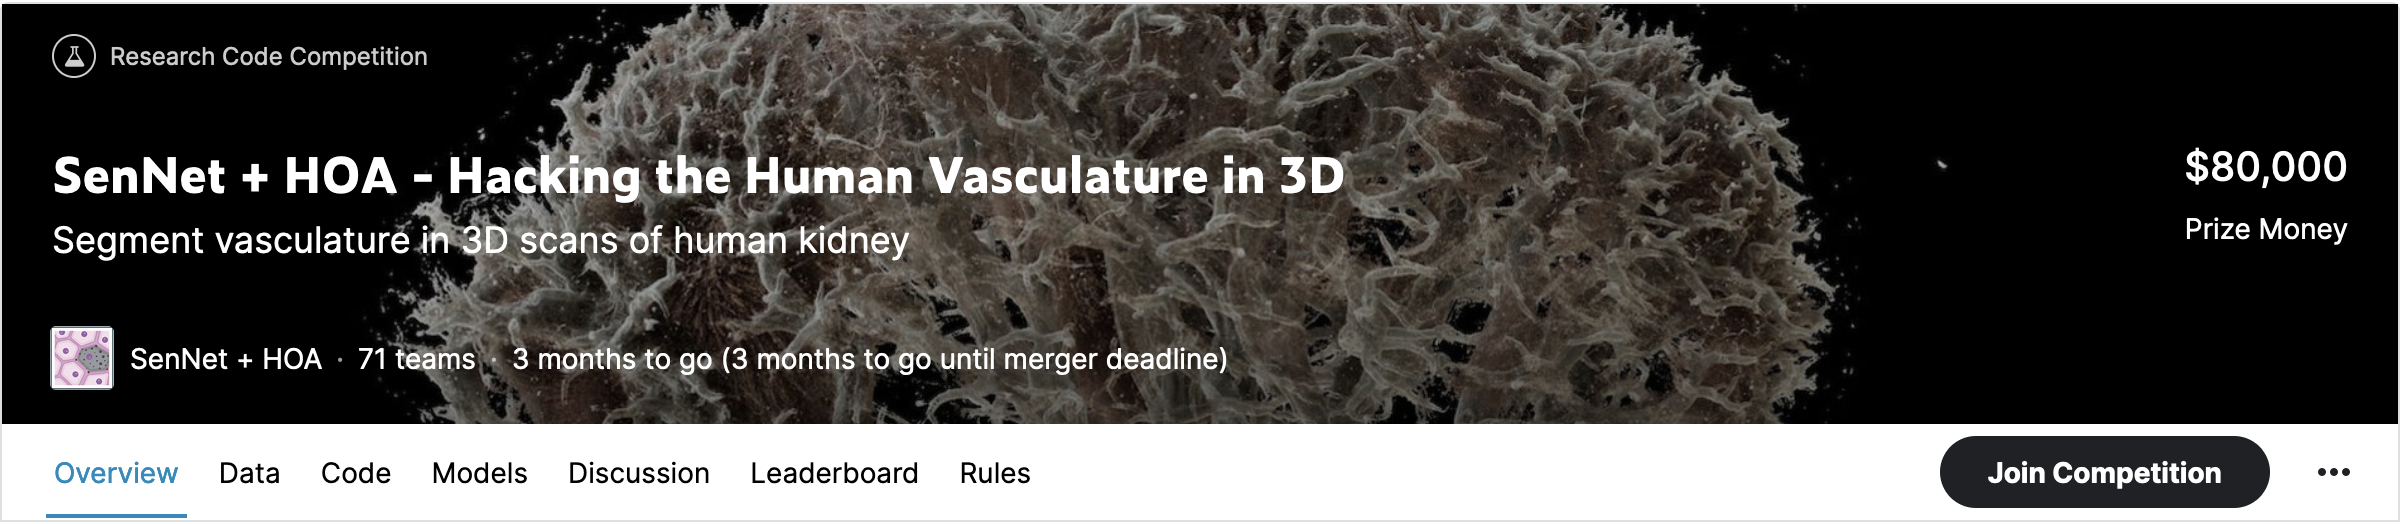 Research Code Competition
SenNet + HOA - Hacking the Human Vasculature in 3D
$80,000
Segment vasculature in 3D scans of human kidney
Prize Money
SenNet + HOA · 71 teams · 3 months to go (3 months to go until merger deadline)
Overview Data Code Models Discussion Leaderboard Rules Join Competition •••